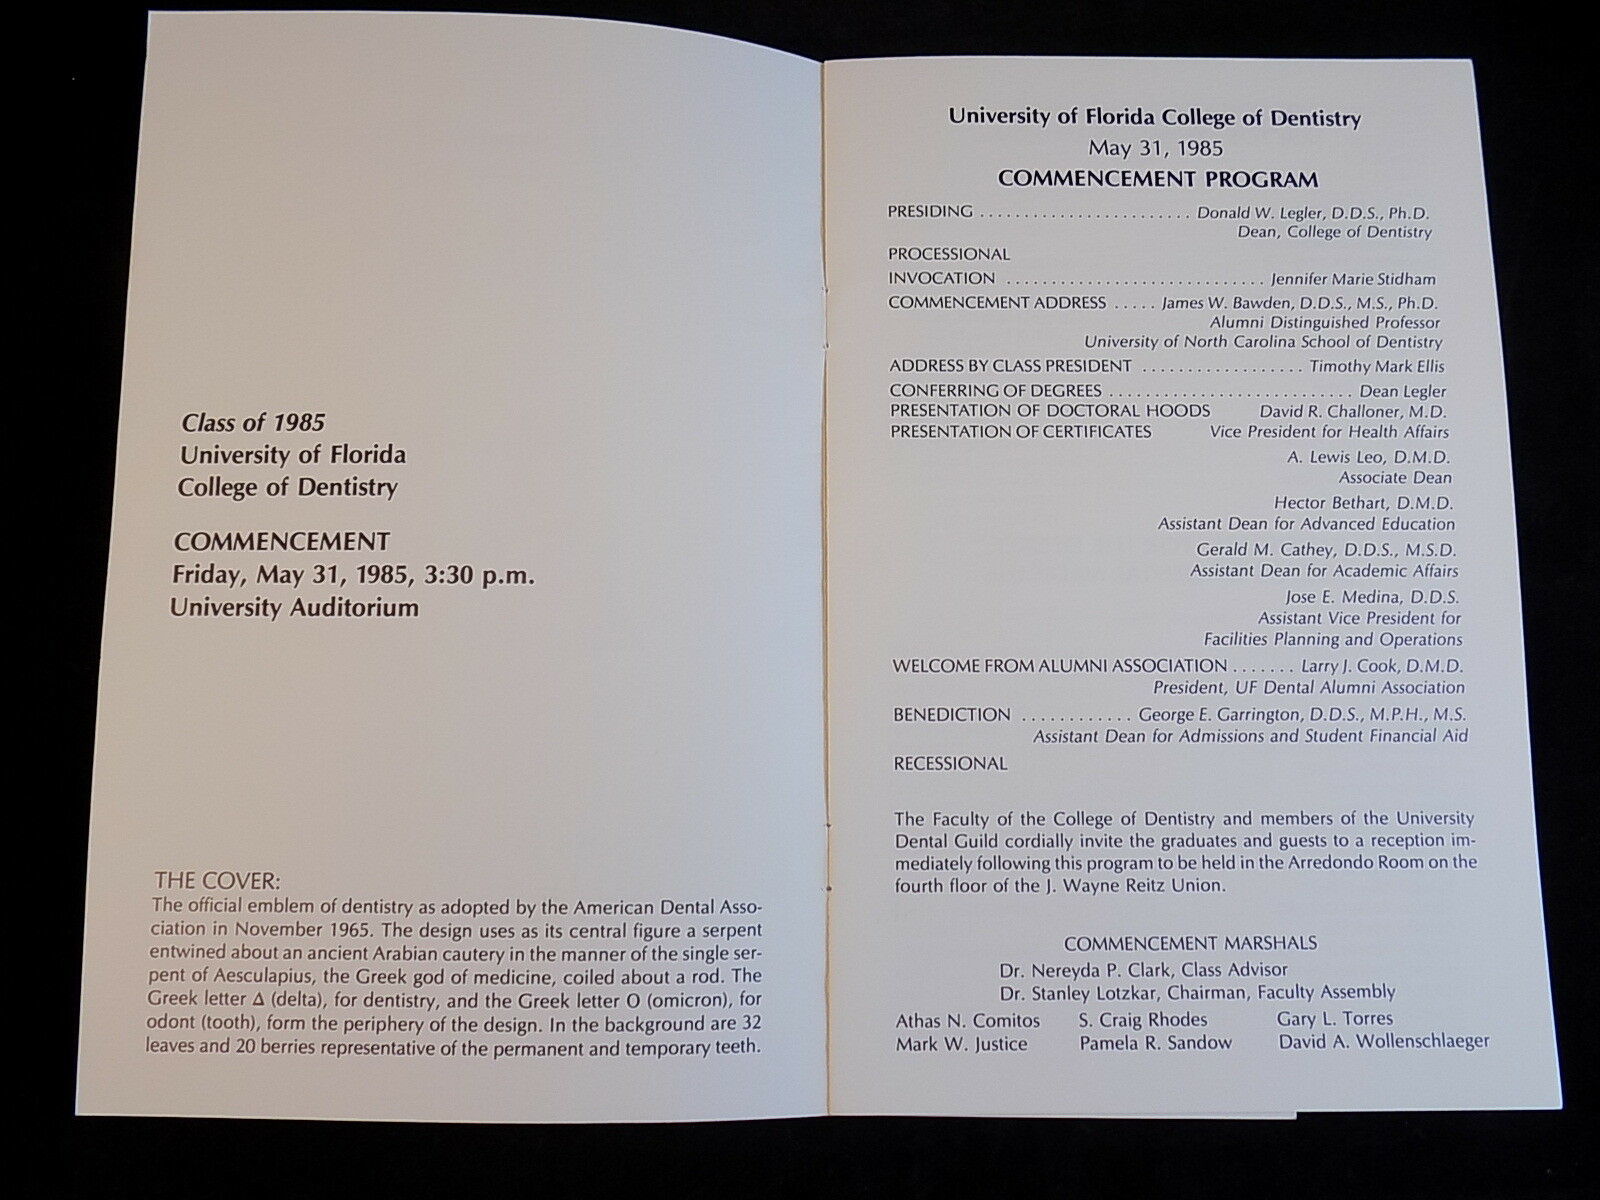 Class of 1985
University of Florida
College of Dentistry
COMMENCEMENT
Friday, May 31, 1985, 3:30 p.m.
University Auditorium
THE COVER:
The official emblem of dentistry as adopted by the American Dental Asso-
ciation in November 1965. The design uses as its central figure a serpent
entwined about an ancient Arabian cautery in the manner of the single ser-
pent of Aesculapius, the Greek god of medicine, coiled about a rod. The
Greek letter Δ (delta), for dentistry, and the Greek letter O (omicron), for
odont (tooth), form the periphery of the design. In the background are 32
leaves and 20 berries representative of the permanent and temporary teeth.
University of Florida College of Dentistry
May 31, 1985
COMMENCEMENT PROGRAM
PRESIDING ........................ Donald W. Legler, D.D.S., Ph.D.
Dean, College of Dentistry
PROCESSIONAL
INVOCATION ............................. Jennifer Marie Stidham
COMMENCEMENT ADDRESS ..... James W. Bawden, D.D.S., M.S., Ph.D.
Alumni Distinguished Professor
University of North Carolina School of Dentistry
ADDRESS BY CLASS PRESIDENT .................. Timothy Mark Ellis
CONFERRING OF DEGREES ........................... Dean Legler
PRESENTATION OF DOCTORAL HOODS David R. Challoner, M.D.
PRESENTATION OF CERTIFICATES Vice President for Health Affairs
A. Lewis Leo, D.M.D.
Associate Dean
Hector Bethart, D.M.D.
Assistant Dean for Advanced Education
Gerald M. Cathey, D.D.S., M.S.D.
Assistant Dean for Academic Affairs
Jose E. Medina, D.D.S.
Assistant Vice President for
Facilities Planning and Operations
WELCOME FROM ALUMNI ASSOCIATION ....... Larry J. Cook, D.M.D.
President, UF Dental Alumni Association
BENEDICTION ............ George E. Garrington, D.D.S., M.P.H., M.S.
Assistant Dean for Admissions and Student Financial Aid
RECESSIONAL
The Faculty of the College of Dentistry and members of the University
Dental Guild cordially invite the graduates and guests to a reception im-
mediately following this program to be held in the Arredondo Room on the
fourth floor of the J. Wayne Reitz Union.
COMMENCEMENT MARSHALS
Dr. Nereyda P. Clark, Class Advisor
Dr. Stanley Lotzkar, Chairman, Faculty Assembly
Athas N. Comitos S. Craig Rhodes Gary L. Torres
Mark W. Justice Pamela R. Sandow David A. Wollenschlaeger